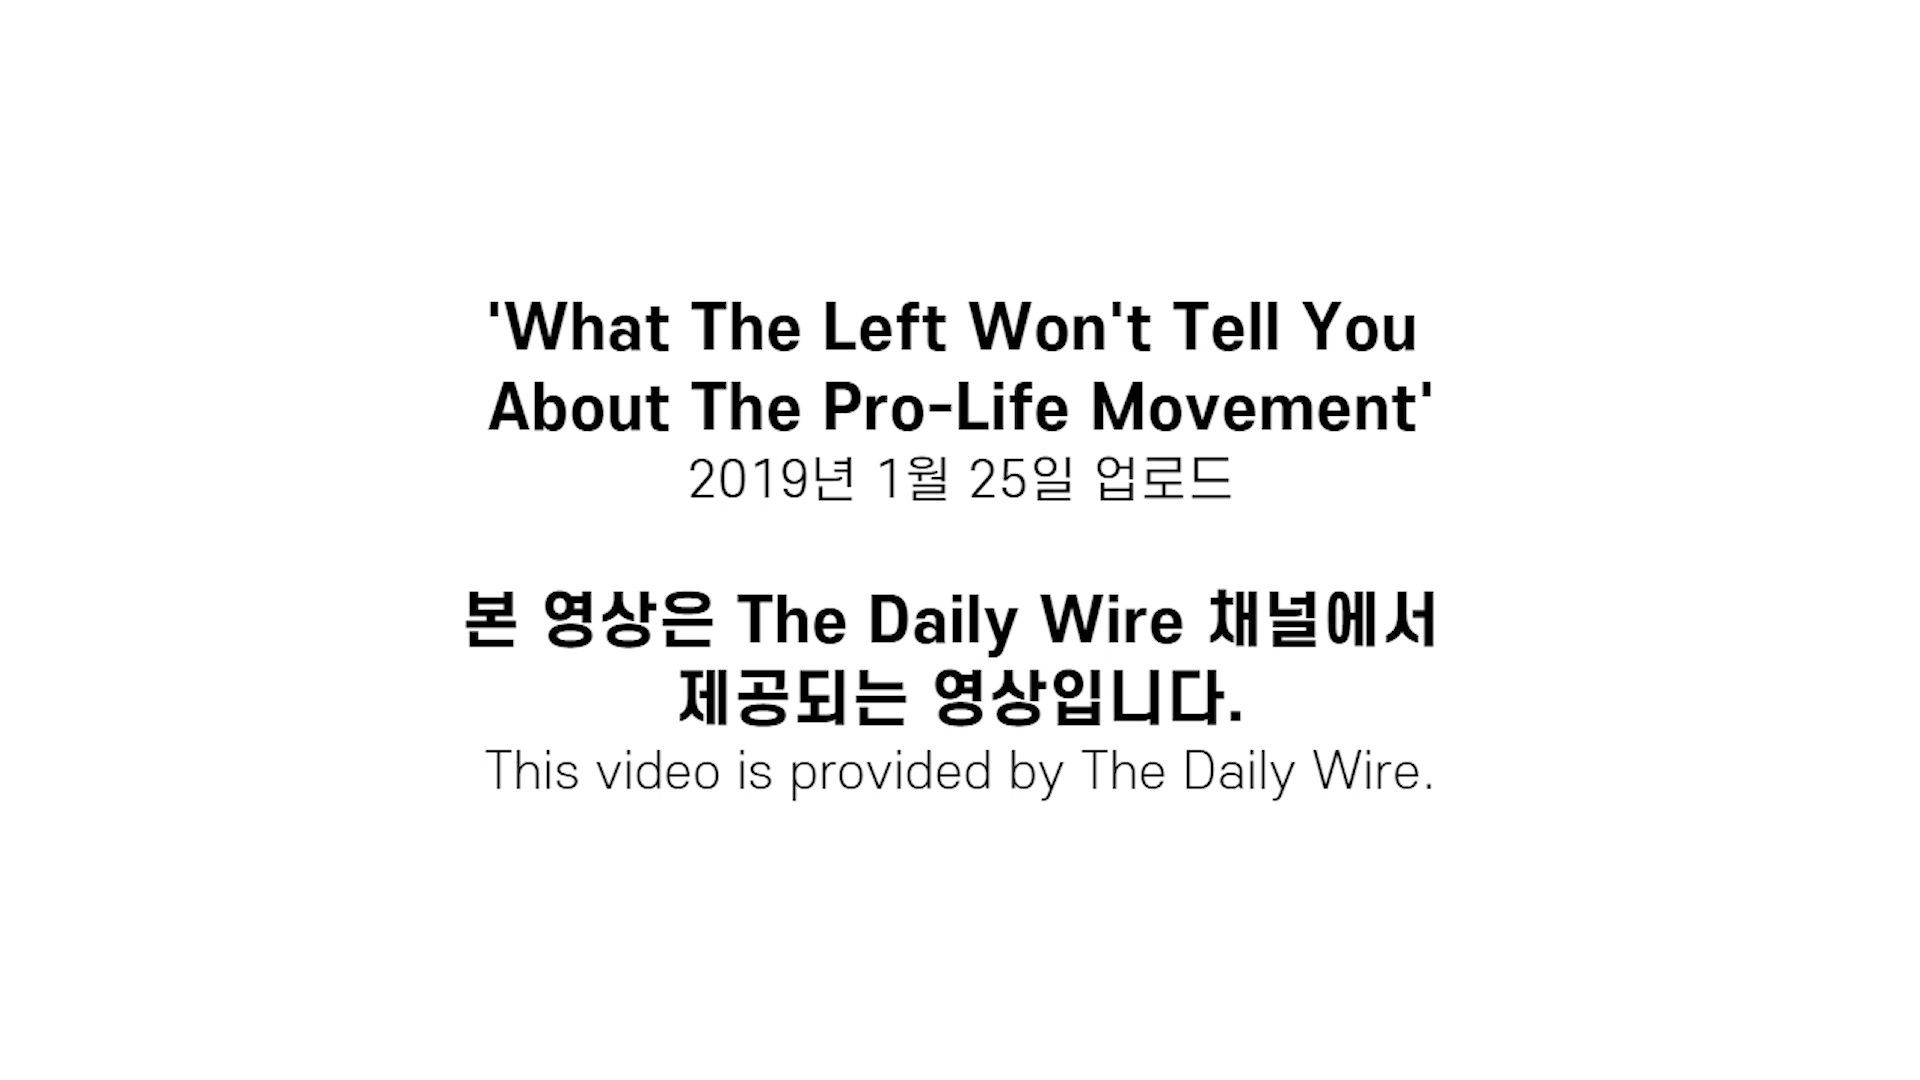 'What The Left Won't Tell You
About The Pro-Life Movement'
2019년 1월 25일 업로드
본 영상은 The Daily Wire 채널에서
제공되는 영상입니다.
This video is provided by The Daily Wire.